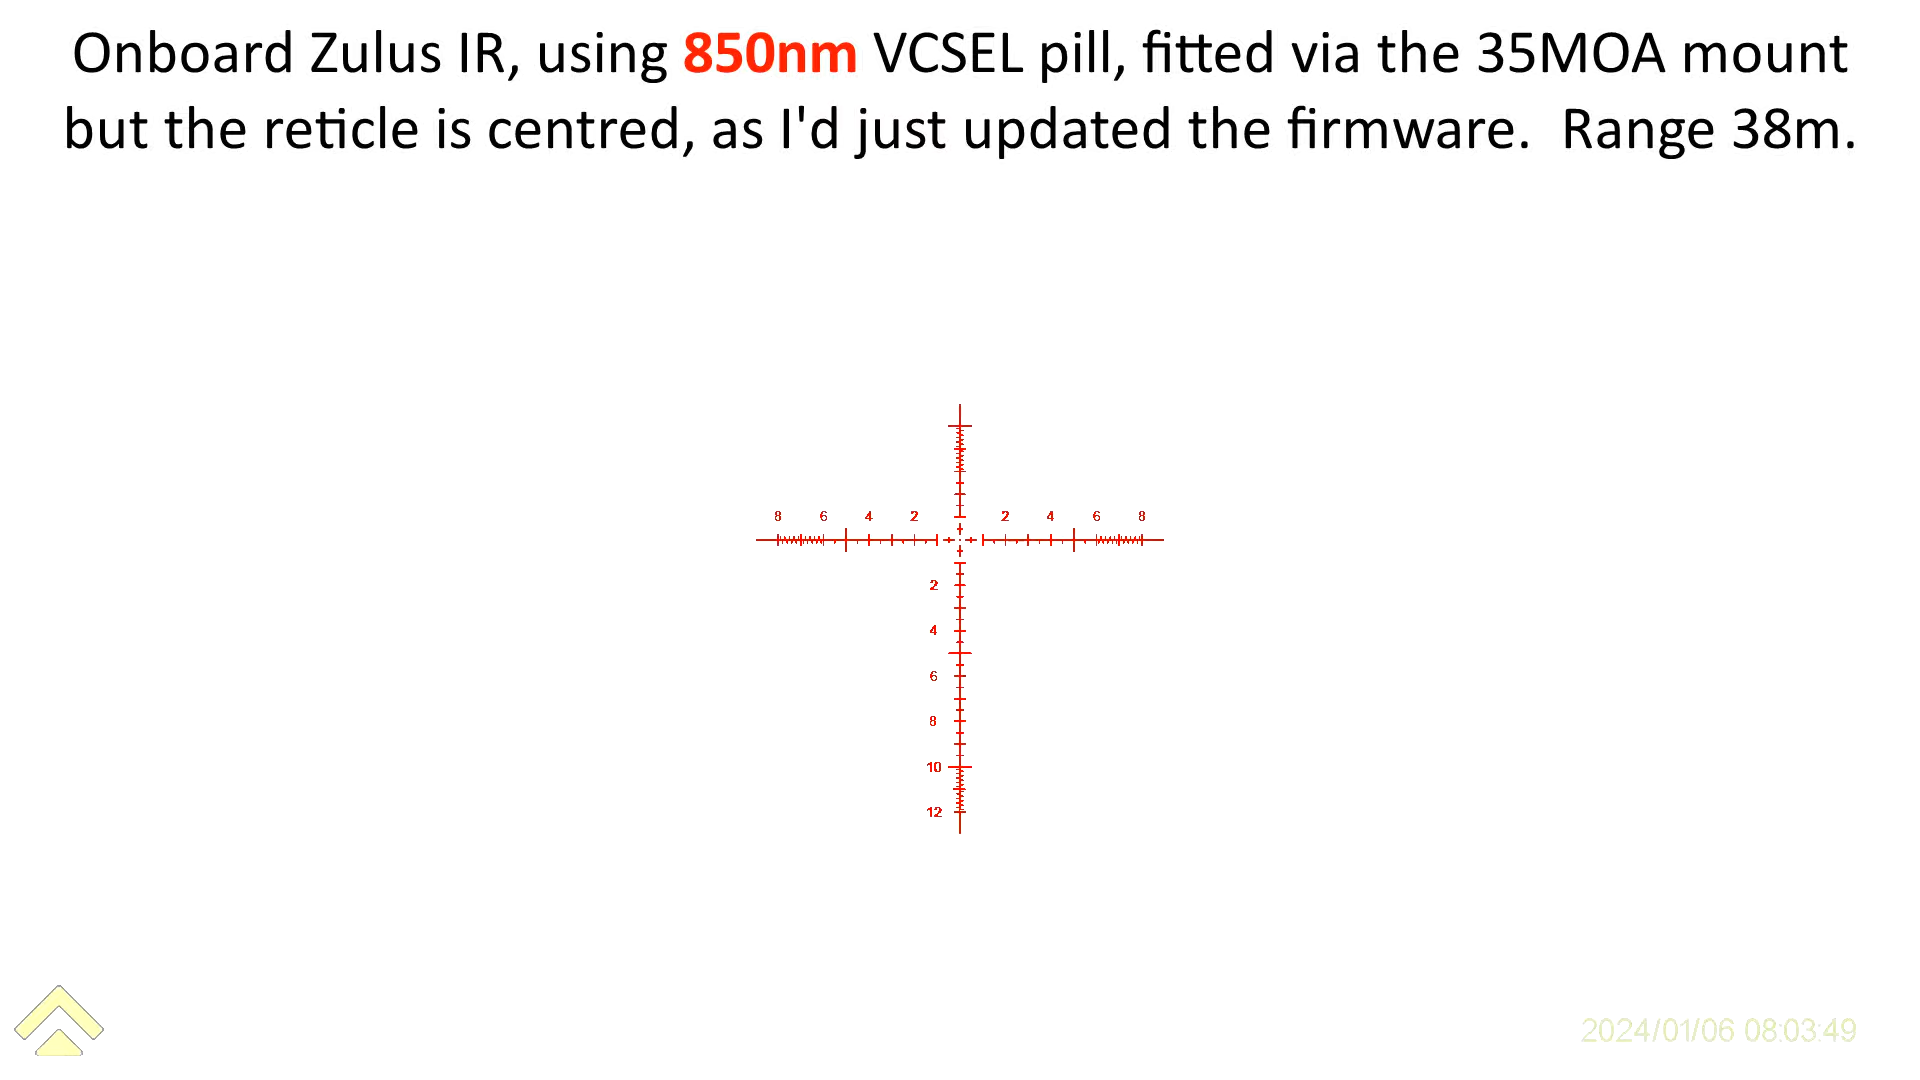 Onboard Zulus IR, using 850nm VCSEL pill, fitted via the 35MOA mount
but the reticle is centred, as I'd just updated the firmware.  Range 38m.
8 6 4 2 2 4 6 8
2
4
6
8
10
12
2024/01/06 08:03:49